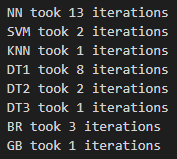 NN took 13 iterations
SVM took 2 iterations
KNN took 1 iterations
DT1 took 8 iterations
DT2 took 2 iterations
DT3 took 1 iterations
BR took 3 iterations
GB took 1 iterations